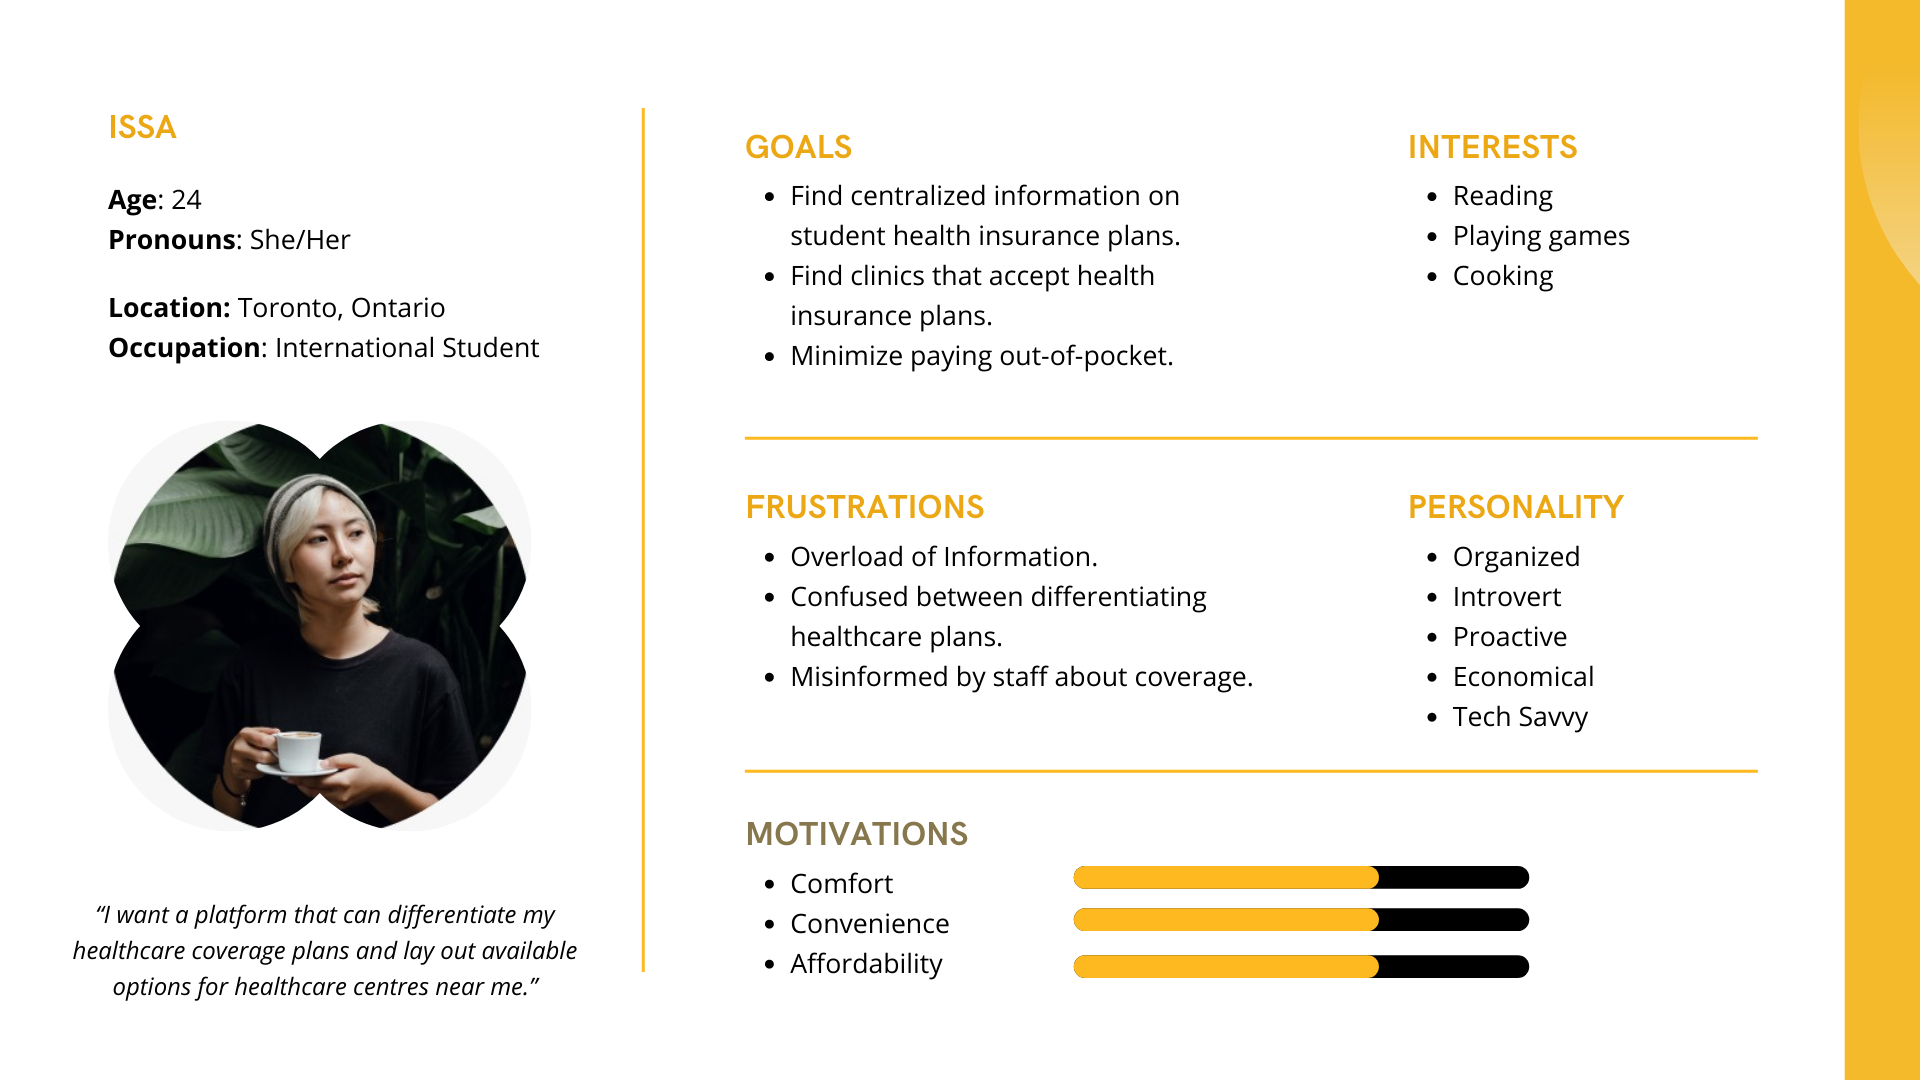 ISSA
Age: 24
Pronouns: She/Her
Location: Toronto, Ontario
Occupation: International Student
“I want a platform that can differentiate my
healthcare coverage plans and lay out available
options for healthcare centres near me.”
GOALS
• Find centralized information on
student health insurance plans.
• Find clinics that accept health
insurance plans.
• Minimize paying out-of-pocket.
INTERESTS
• Reading
• Playing games
• Cooking
FRUSTRATIONS
• Overload of Information.
• Confused between differentiating
healthcare plans.
• Misinformed by staff about coverage.
PERSONALITY
• Organized
• Introvert
• Proactive
• Economical
• Tech Savvy
MOTIVATIONS
• Comfort
• Convenience
• Affordability